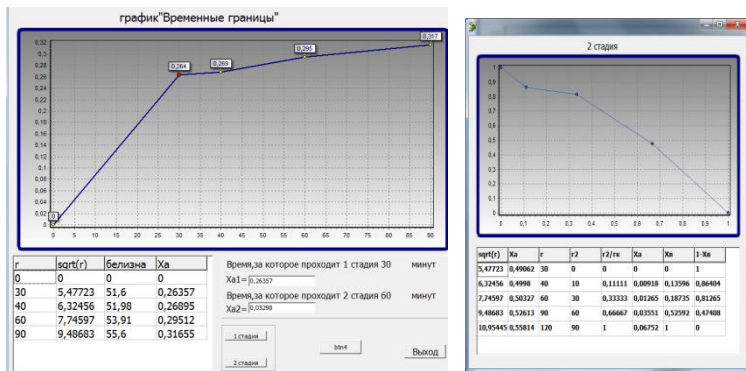 график"Временные границы"
0,32
0,3
0,28
0,26
0,24
0,22
0,2
0,18
0,16
0,14
0,12
0,1
0,08
0,06
0,04
0,02
0
0
0,264
0,269
0,295
0,317
0 5 10 15 20 25 30 35 40 45 50 55 60 65 70 75 80 85 90
r sqrt(r) белизна Xa
0 0 0 0
30 5,47723 51,6 0,26357
40 6,32456 51,98 0,26895
60 7,74597 53,91 0,29512
90 9,48683 55,6 0,31655
Время,за которое проходит 1 стадия 30 минут
Xa1= 0,26357
Время,за которое проходит 2 стадия 60 минут
Xa2= 0,05298
1 стадия
2 стадия
btn4
Выход
2 стадия
1
0,9
0,8
0,7
0,6
0,5
0,4
0,3
0,2
0,1
0
0 0,1 0,2 0,3 0,4 0,5 0,6 0,7 0,8 0,9 1
sqrt(r) Xa r r2 r2/rк Xa Xв 1-Xв
5,47723 0,49062 30 0 0 0 0 1
6,32456 0,4998 40 10 0,11111 0,00918 0,13596 0,86404
7,74597 0,50327 60 30 0,33333 0,01265 0,18735 0,81265
9,48683 0,52613 90 60 0,66667 0,03551 0,52592 0,47408
10,95445 0,55814 120 90 1 0,06752 1 0